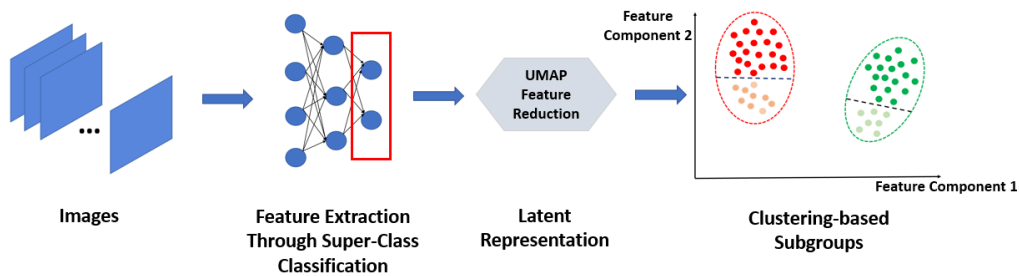 Images
Feature Extraction
Through Super-Class
Classification
UMAP
Feature
Reduction
Latent
Representation
Feature
Component 2
Feature Component 1
Clustering-based
Subgroups